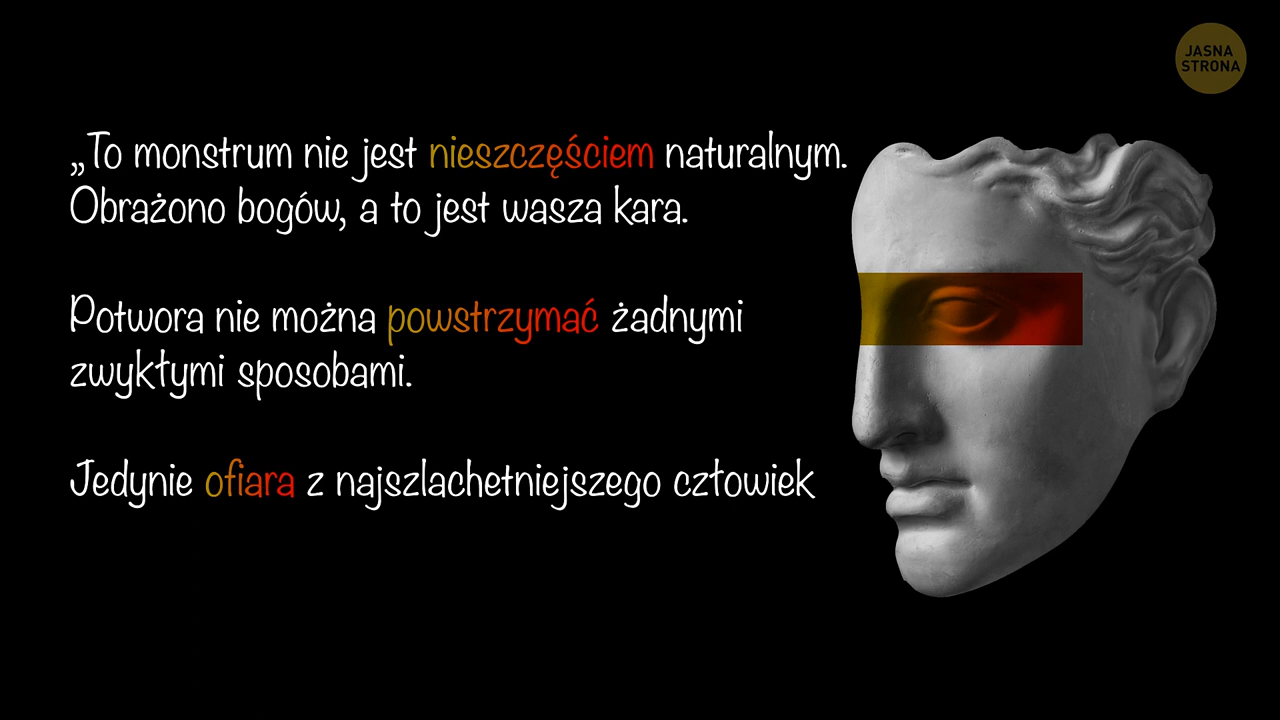 JASNA
STRONA
„To monstrum nie jest nieszczęściem naturalnym.
Obrażono bogów, a to jest wasza kara.
Potwora nie można powstrzymać żadnymi
zwykłymi sposobami.
Jedynie ofiara z najszlachetniejszego człowiek